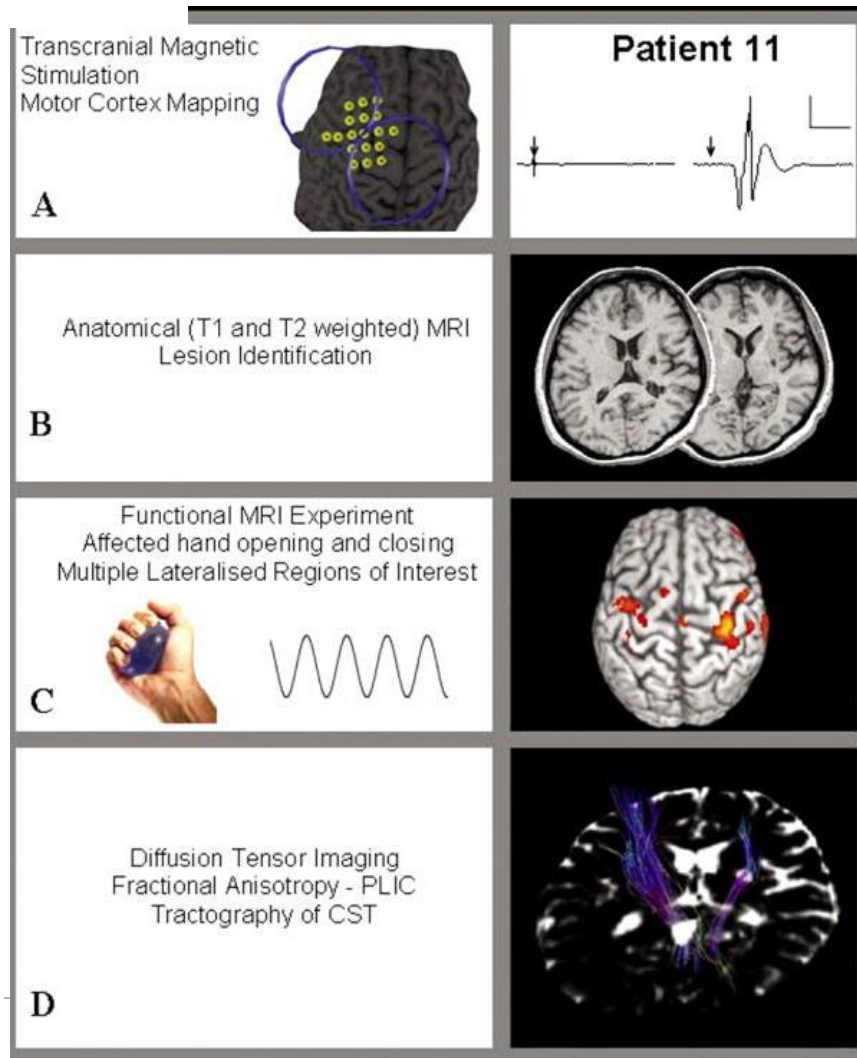 Transcranial Magnetic
Stimulation
Motor Cortex Mapping
A
Patient 11
Anatomical (T1 and T2 weighted) MRI
Lesion Identification
B
Functional MRI Experiment
Affected hand opening and closing
Multiple Lateralised Regions of Interest
C
Diffusion Tensor Imaging
Fractional Anisotropy - PLIC
Tractography of CST
D